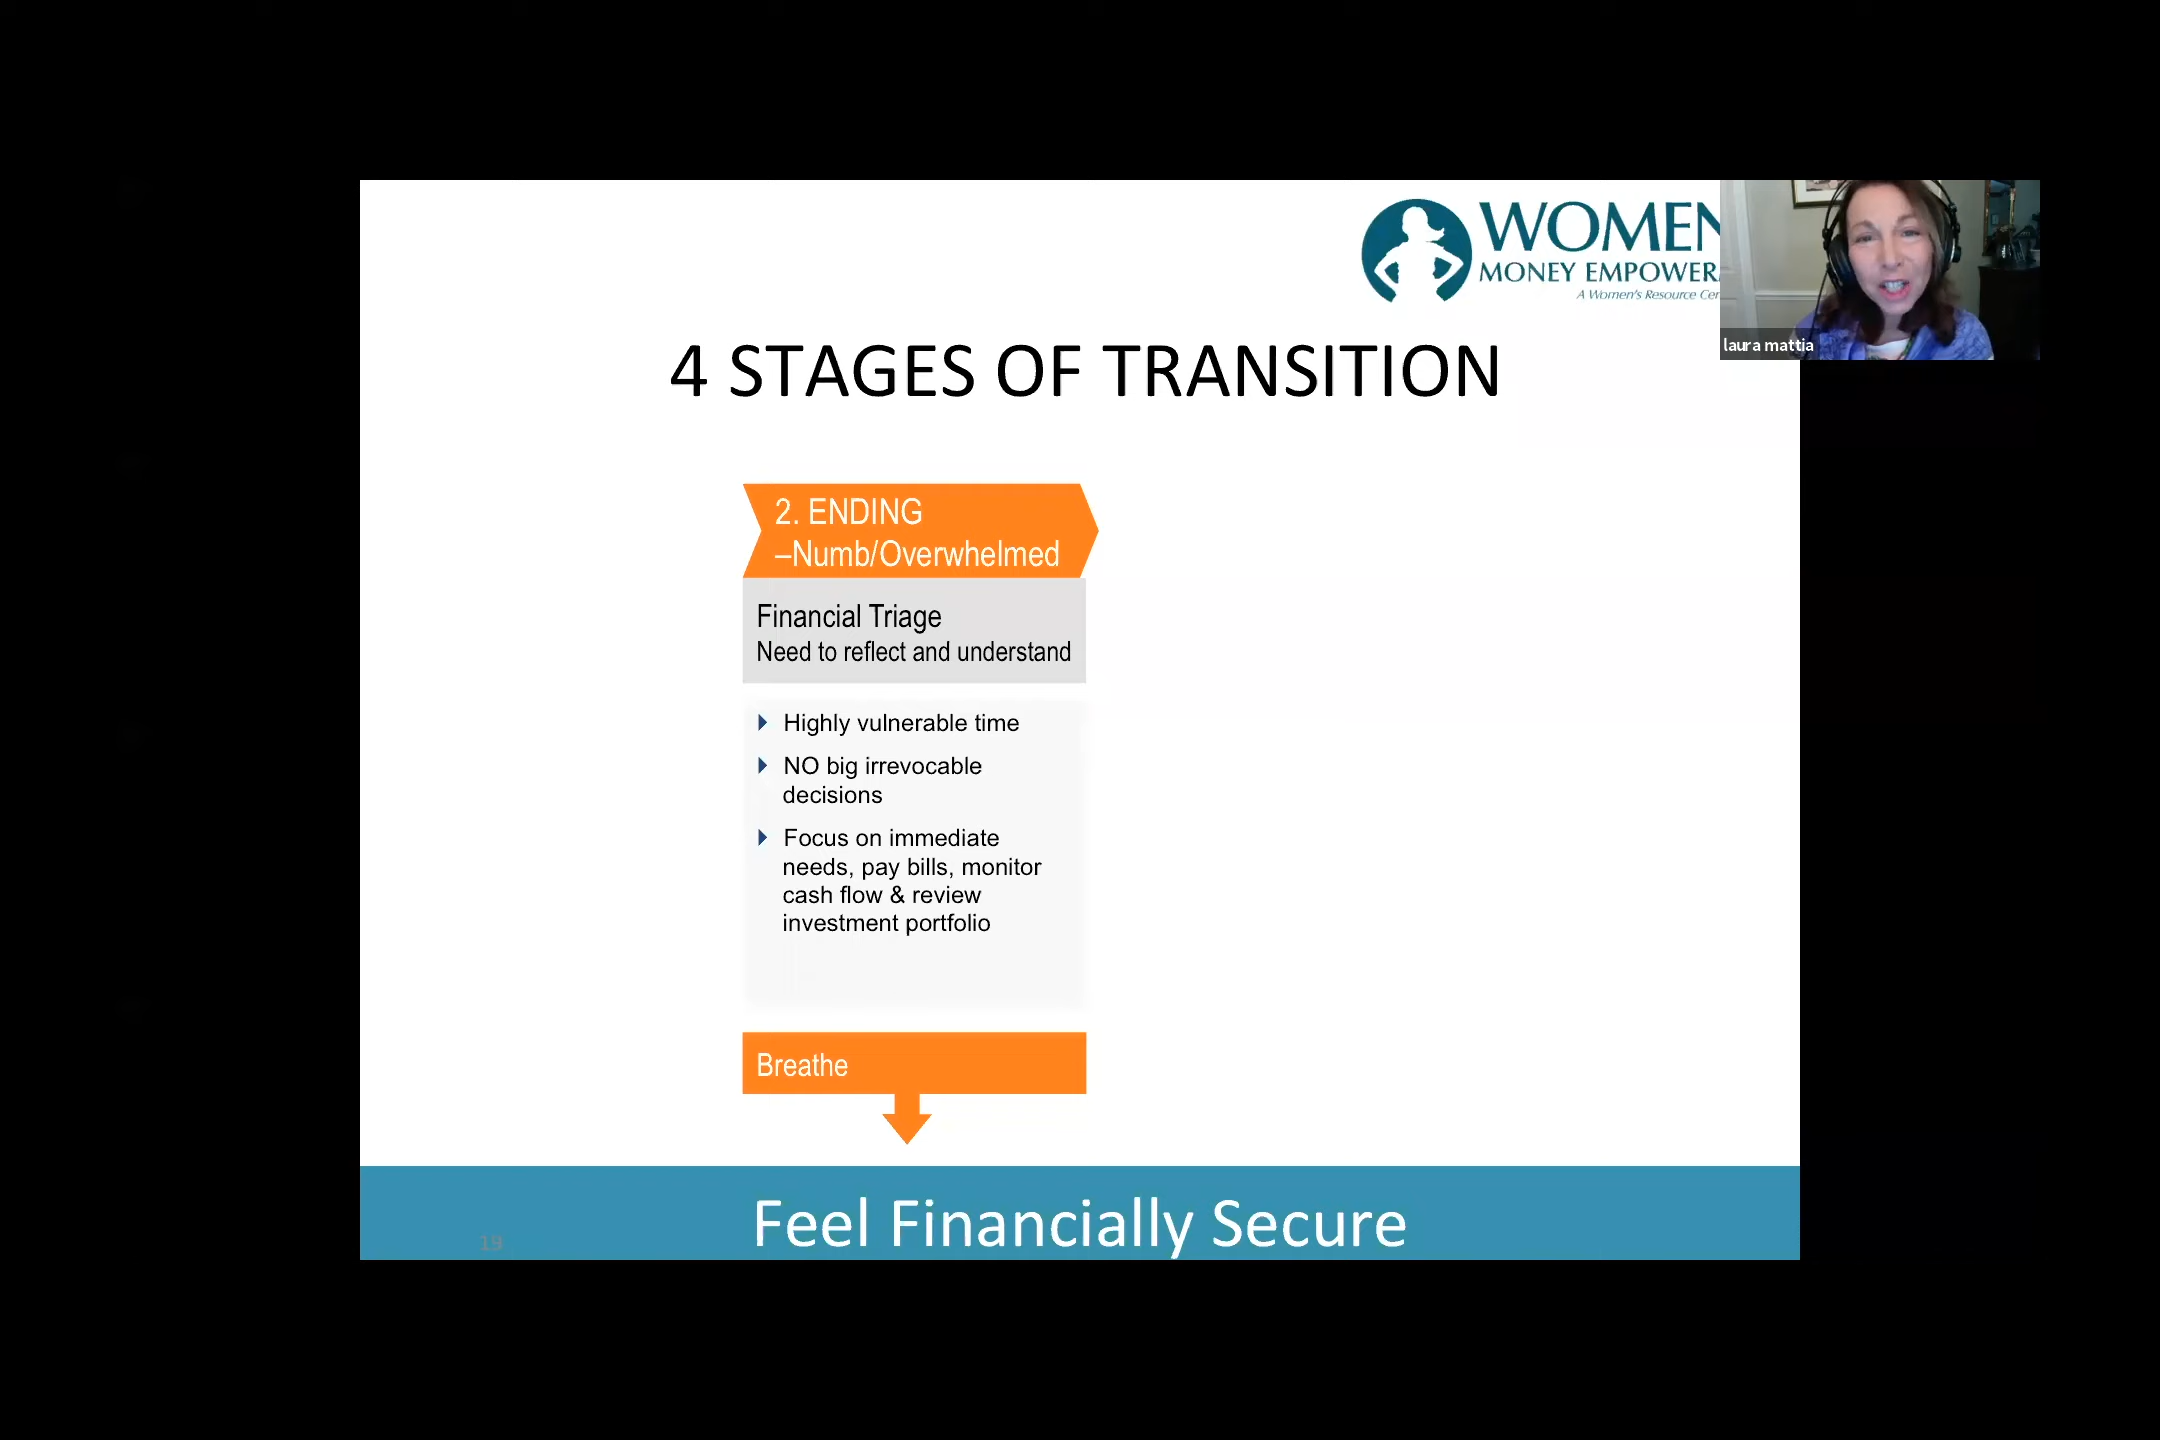 WOMEN
MONEY EMPOWER
A Women's Resource Cen
laura mattia
4 STAGES OF TRANSITION
2. ENDING
–Numb/Overwhelmed
Financial Triage
Need to reflect and understand
Highly vulnerable time
NO big irrevocable
decisions
Focus on immediate
needs, pay bills, monitor
cash flow & review
investment portfolio
Breathe
Feel Financially Secure
19